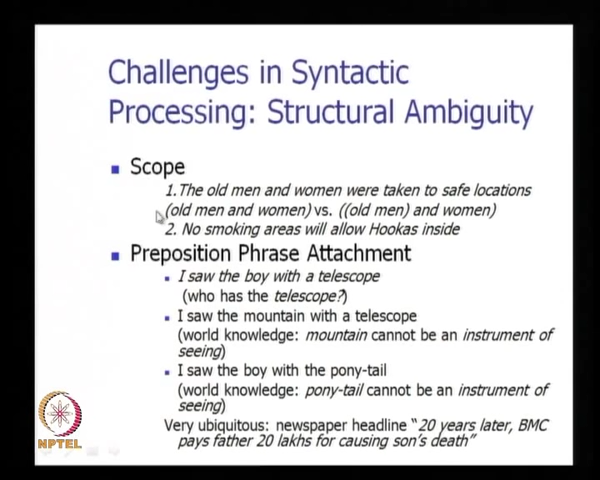 Challenges in Syntactic
Processing: Structural Ambiguity
Scope
1.The old men and women were taken to safe locations
(old men and women) vs. ((old men) and women)
2. No smoking areas will allow Hookas inside
Preposition Phrase Attachment
I saw the boy with a telescope
(who has the telescope?)
I saw the mountain with a telescope
(world knowledge: mountain cannot be an instrument of
seeing)
I saw the boy with the pony-tail
(world knowledge: pony-tail cannot be an instrument of
seeing)
Very ubiquitous: newspaper headline "20 years later, BMC
pays father 20 lakhs for causing son's death"
NPTEL